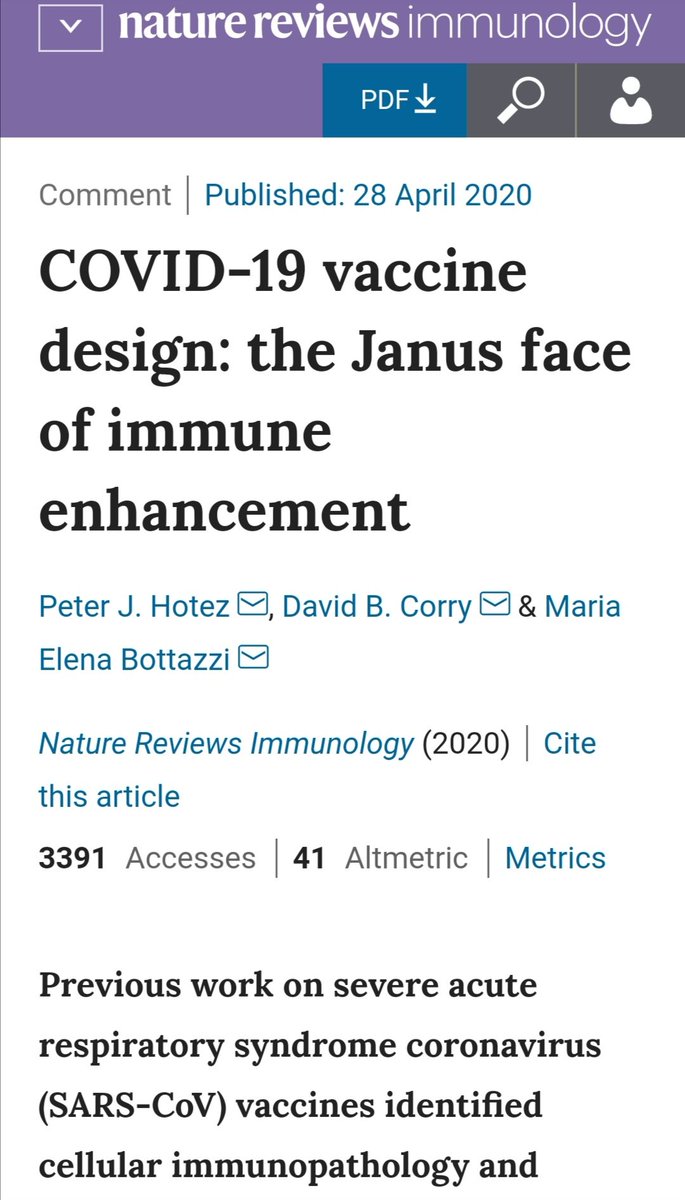 nature reviews immunology
PDF
Comment | Published: 28 April 2020
COVID-19 vaccine
design: the Janus face
of immune
enhancement
Peter J. Hotez, David B. Corry & Maria
Elena Bottazzi
Nature Reviews Immunology (2020) | Cite
this article
3391 Accesses | 41 Altmetric | Metrics
Previous work on severe acute
respiratory syndrome coronavirus
(SARS-CoV) vaccines identified
cellular immunopathology and